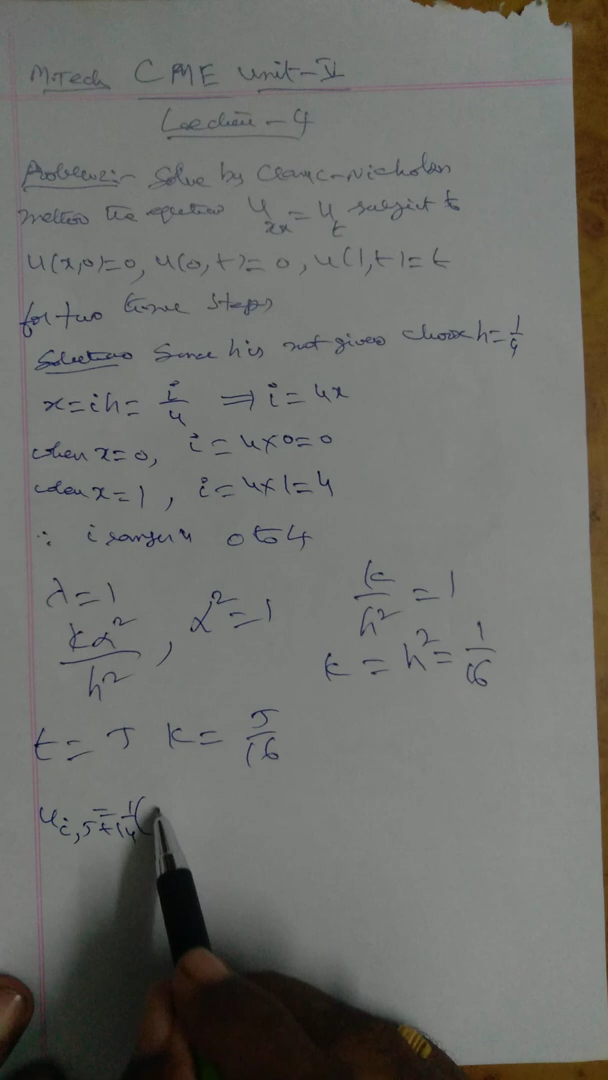 M.Tech CME Unit-V
Lecture-4
Problem:- Solve by Cranc-Nicholson
method the equation u_xx = u_t subject to
u(x,0)=0, u(0,t)=0, u(1,t)=t
for two time steps
Solution Since h is not given choose h=1/4
x=ih=i/4 ⇒ i=4x
when x=0, i=4×0=0
when x=1, i=4×1=4
∴ i ranges 0 to 4
λ=1
kα²/h², α²=1
k/h²=1
k=h²=1/16
t=Jk=J/16
u_i,J+1=1/4(